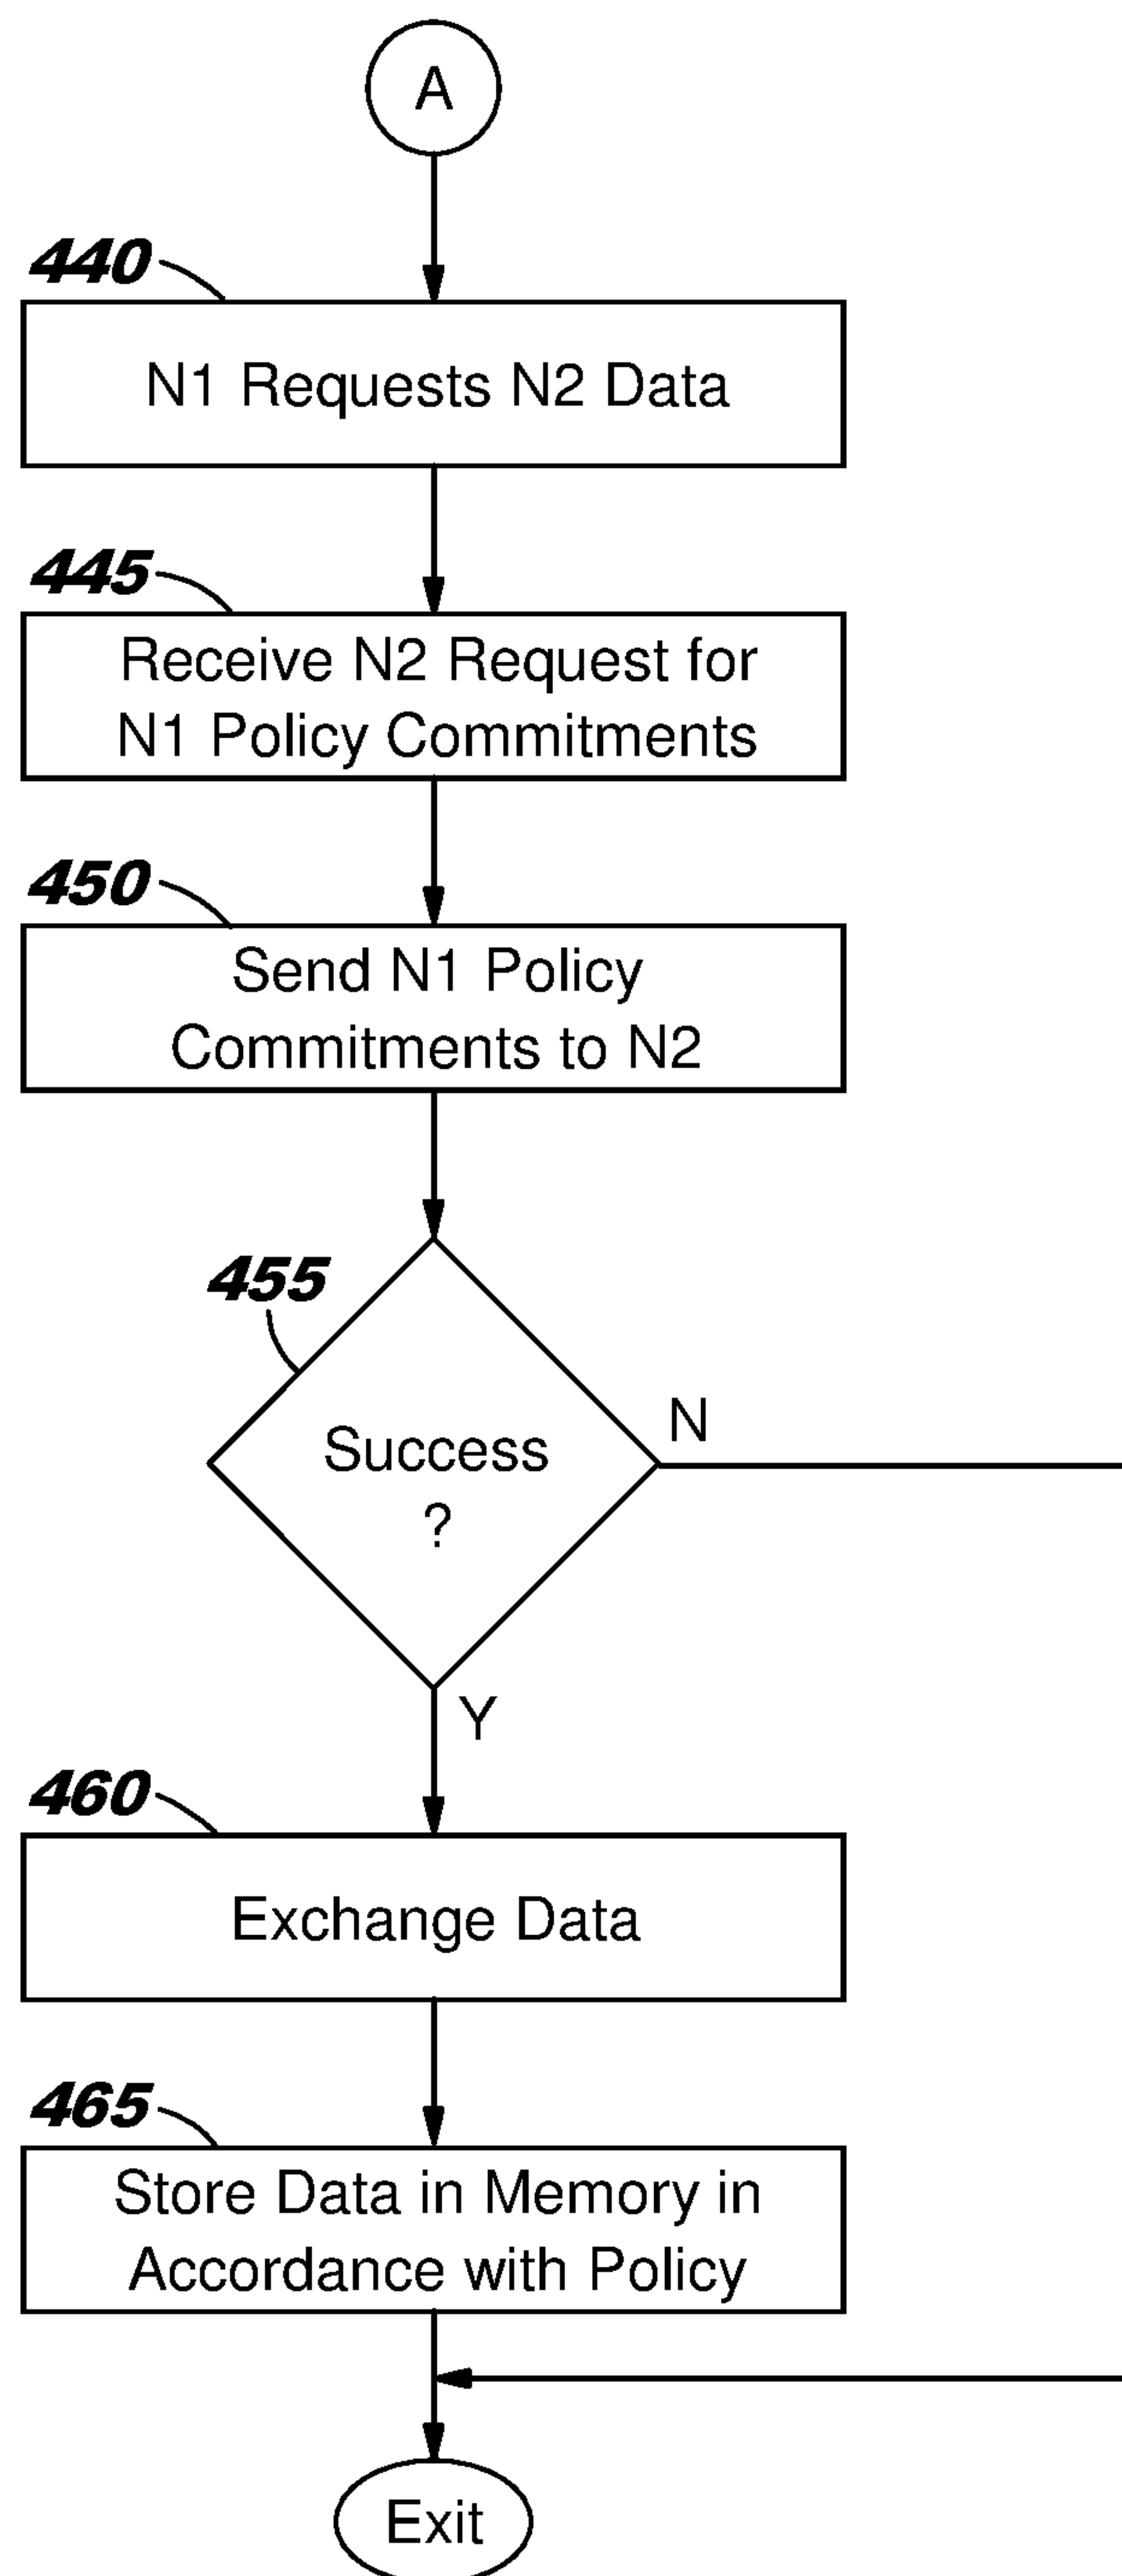 A
440
N1 Requests N2 Data
445
Receive N2 Request for
N1 Policy Commitments
450
Send N1 Policy
Commitments to N2
455
Success
?
N
Y
460
Exchange Data
465
Store Data in Memory in
Accordance with Policy
Exit